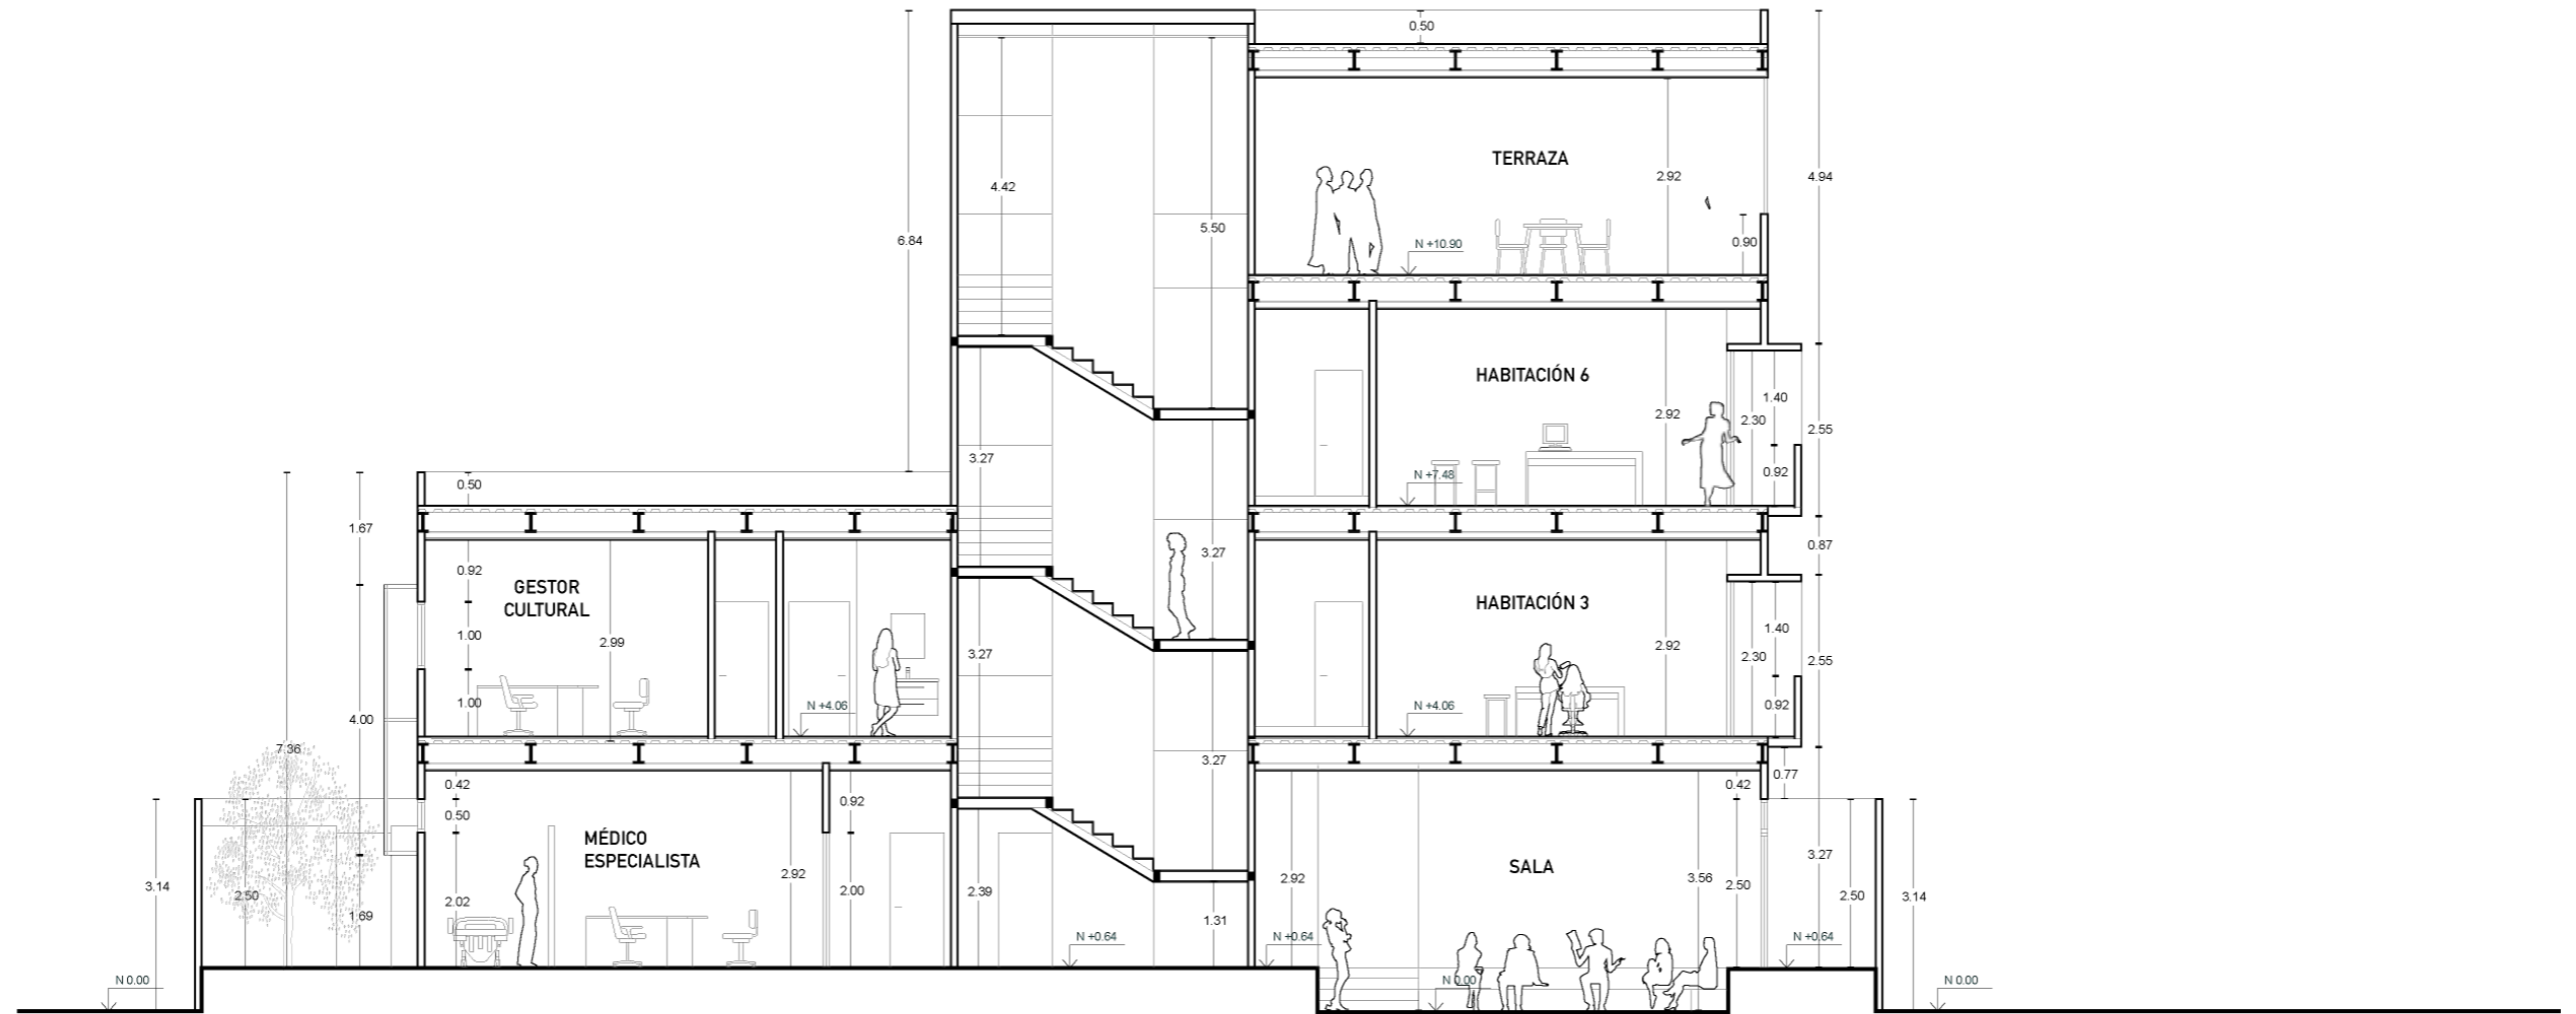 0.50
TERRAZA
2.92
4.94
4.42
5.50
6.84
0.90
N +10.90
HABITACIÓN 6
1.40
2.92
2.30
2.55
3.27
0.92
N +7.48
0.50
1.67
0.87
3.27
0.92
GESTOR
CULTURAL
HABITACIÓN 3
1.00
2.99
1.40
2.92
2.30
2.55
3.27
1.00
N +4.06
N +4.06
0.92
4.00
7.36
3.27
0.77
0.42
0.42
0.50
0.92
MÉDICO
ESPECIALISTA
SALA
3.27
2.92
2.92
3.56
2.50
3.14
2.50
2.00
2.39
2.50
3.14
2.02
1.69
1.31
N +0.64
N +0.64
N +0.64
N 0.00
N 0.00
N 0.00